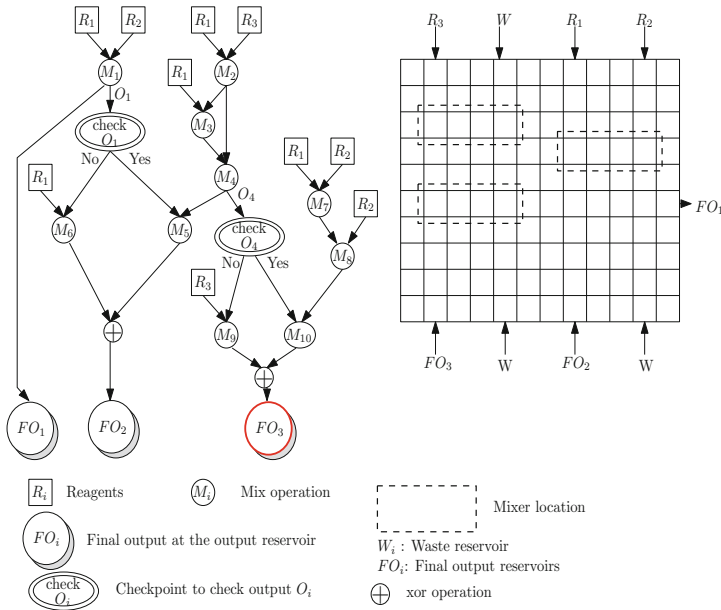 R₁ R₂ R₁ R₃
M₁ M₂
O₁
R₁
check
O₁
M₃
No Yes
R₁
M₄
O₄
R₁ R₂
M₇ R₂
M₆ M₅
check
O₄
No Yes
M₈
R₃
M₉ M₁₀
FO₁ FO₂ FO₃
R₃ W R₁ R₂
FO₁
FO₃ W FO₂ W
Rᵢ Reagents
Mᵢ Mix operation
Mixer location
FOᵢ Final output at the output reservoir
Wᵢ : Waste reservoir
FOᵢ: Final output reservoirs
check
Oᵢ
Checkpoint to check output Oᵢ
xor operation